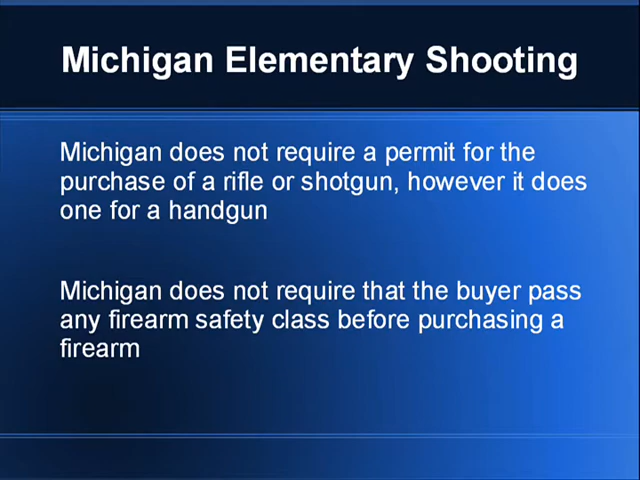 Michigan Elementary Shooting
Michigan does not require a permit for the
purchase of a rifle or shotgun, however it does
one for a handgun
Michigan does not require that the buyer pass
any firearm safety class before purchasing a
firearm